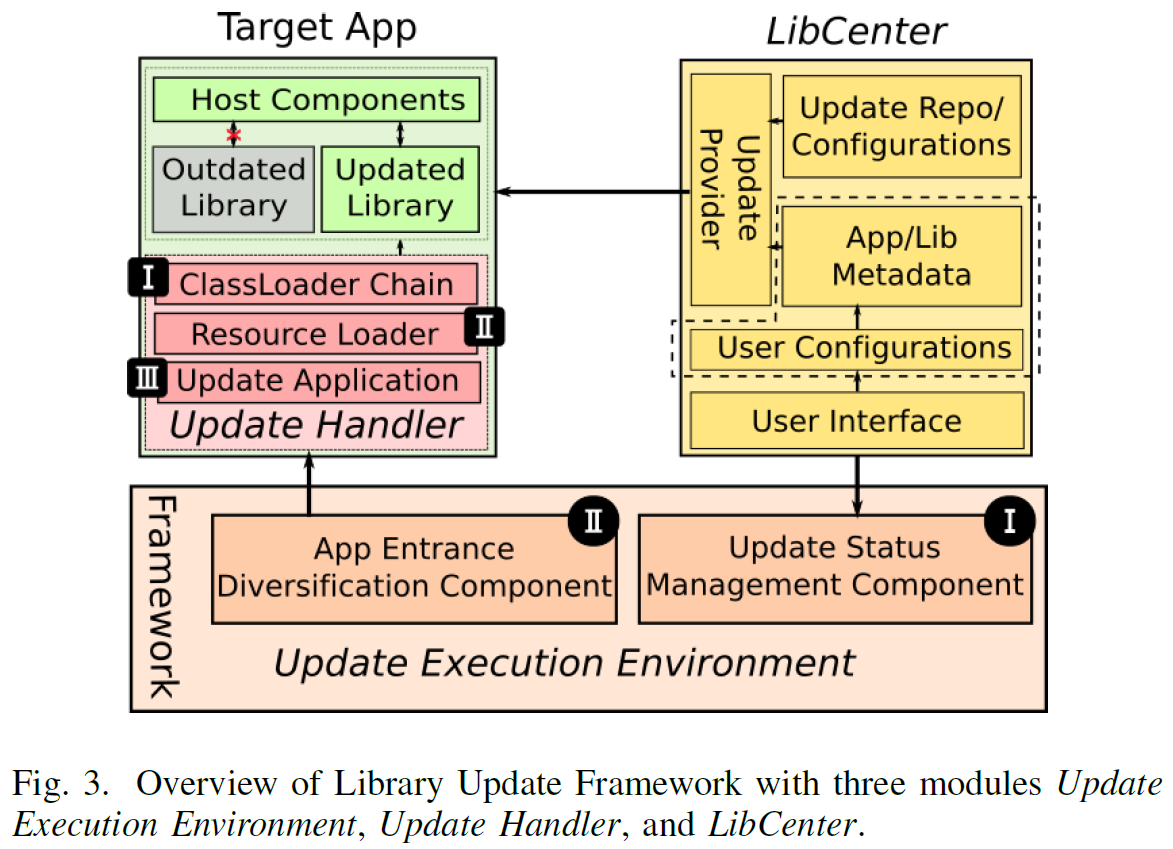 Target App
Host Components
Outdated
Library
Updated
Library
I
ClassLoader Chain
Resource Loader
II
III
Update Application
Update Handler
LibCenter
Update
Provider
Update Repo/
Configurations
App/Lib
Metadata
User Configurations
User Interface
Framework
II
App Entrance
Diversification Component
I
Update Status
Management Component
Update Execution Environment
Fig. 3. Overview of Library Update Framework with three modules Update
Execution Environment, Update Handler, and LibCenter.